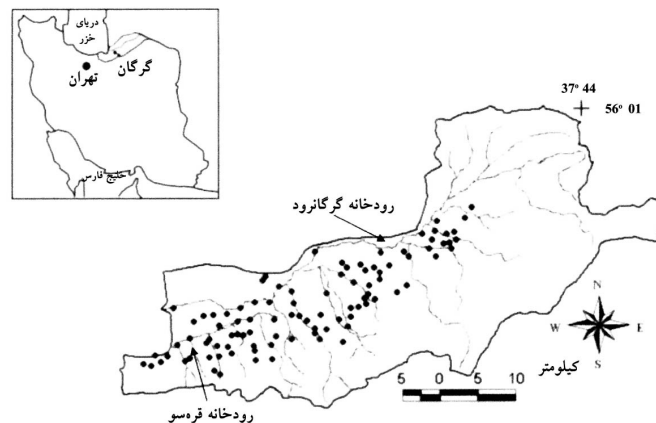 دریای
خزر
گرگان
تهران
خلیج فارس
37° 44
56° 01
رودخانه گرگانرود
N
W
E
S
کیلومتر
5 0 5 10
رودخانه قره‌سو